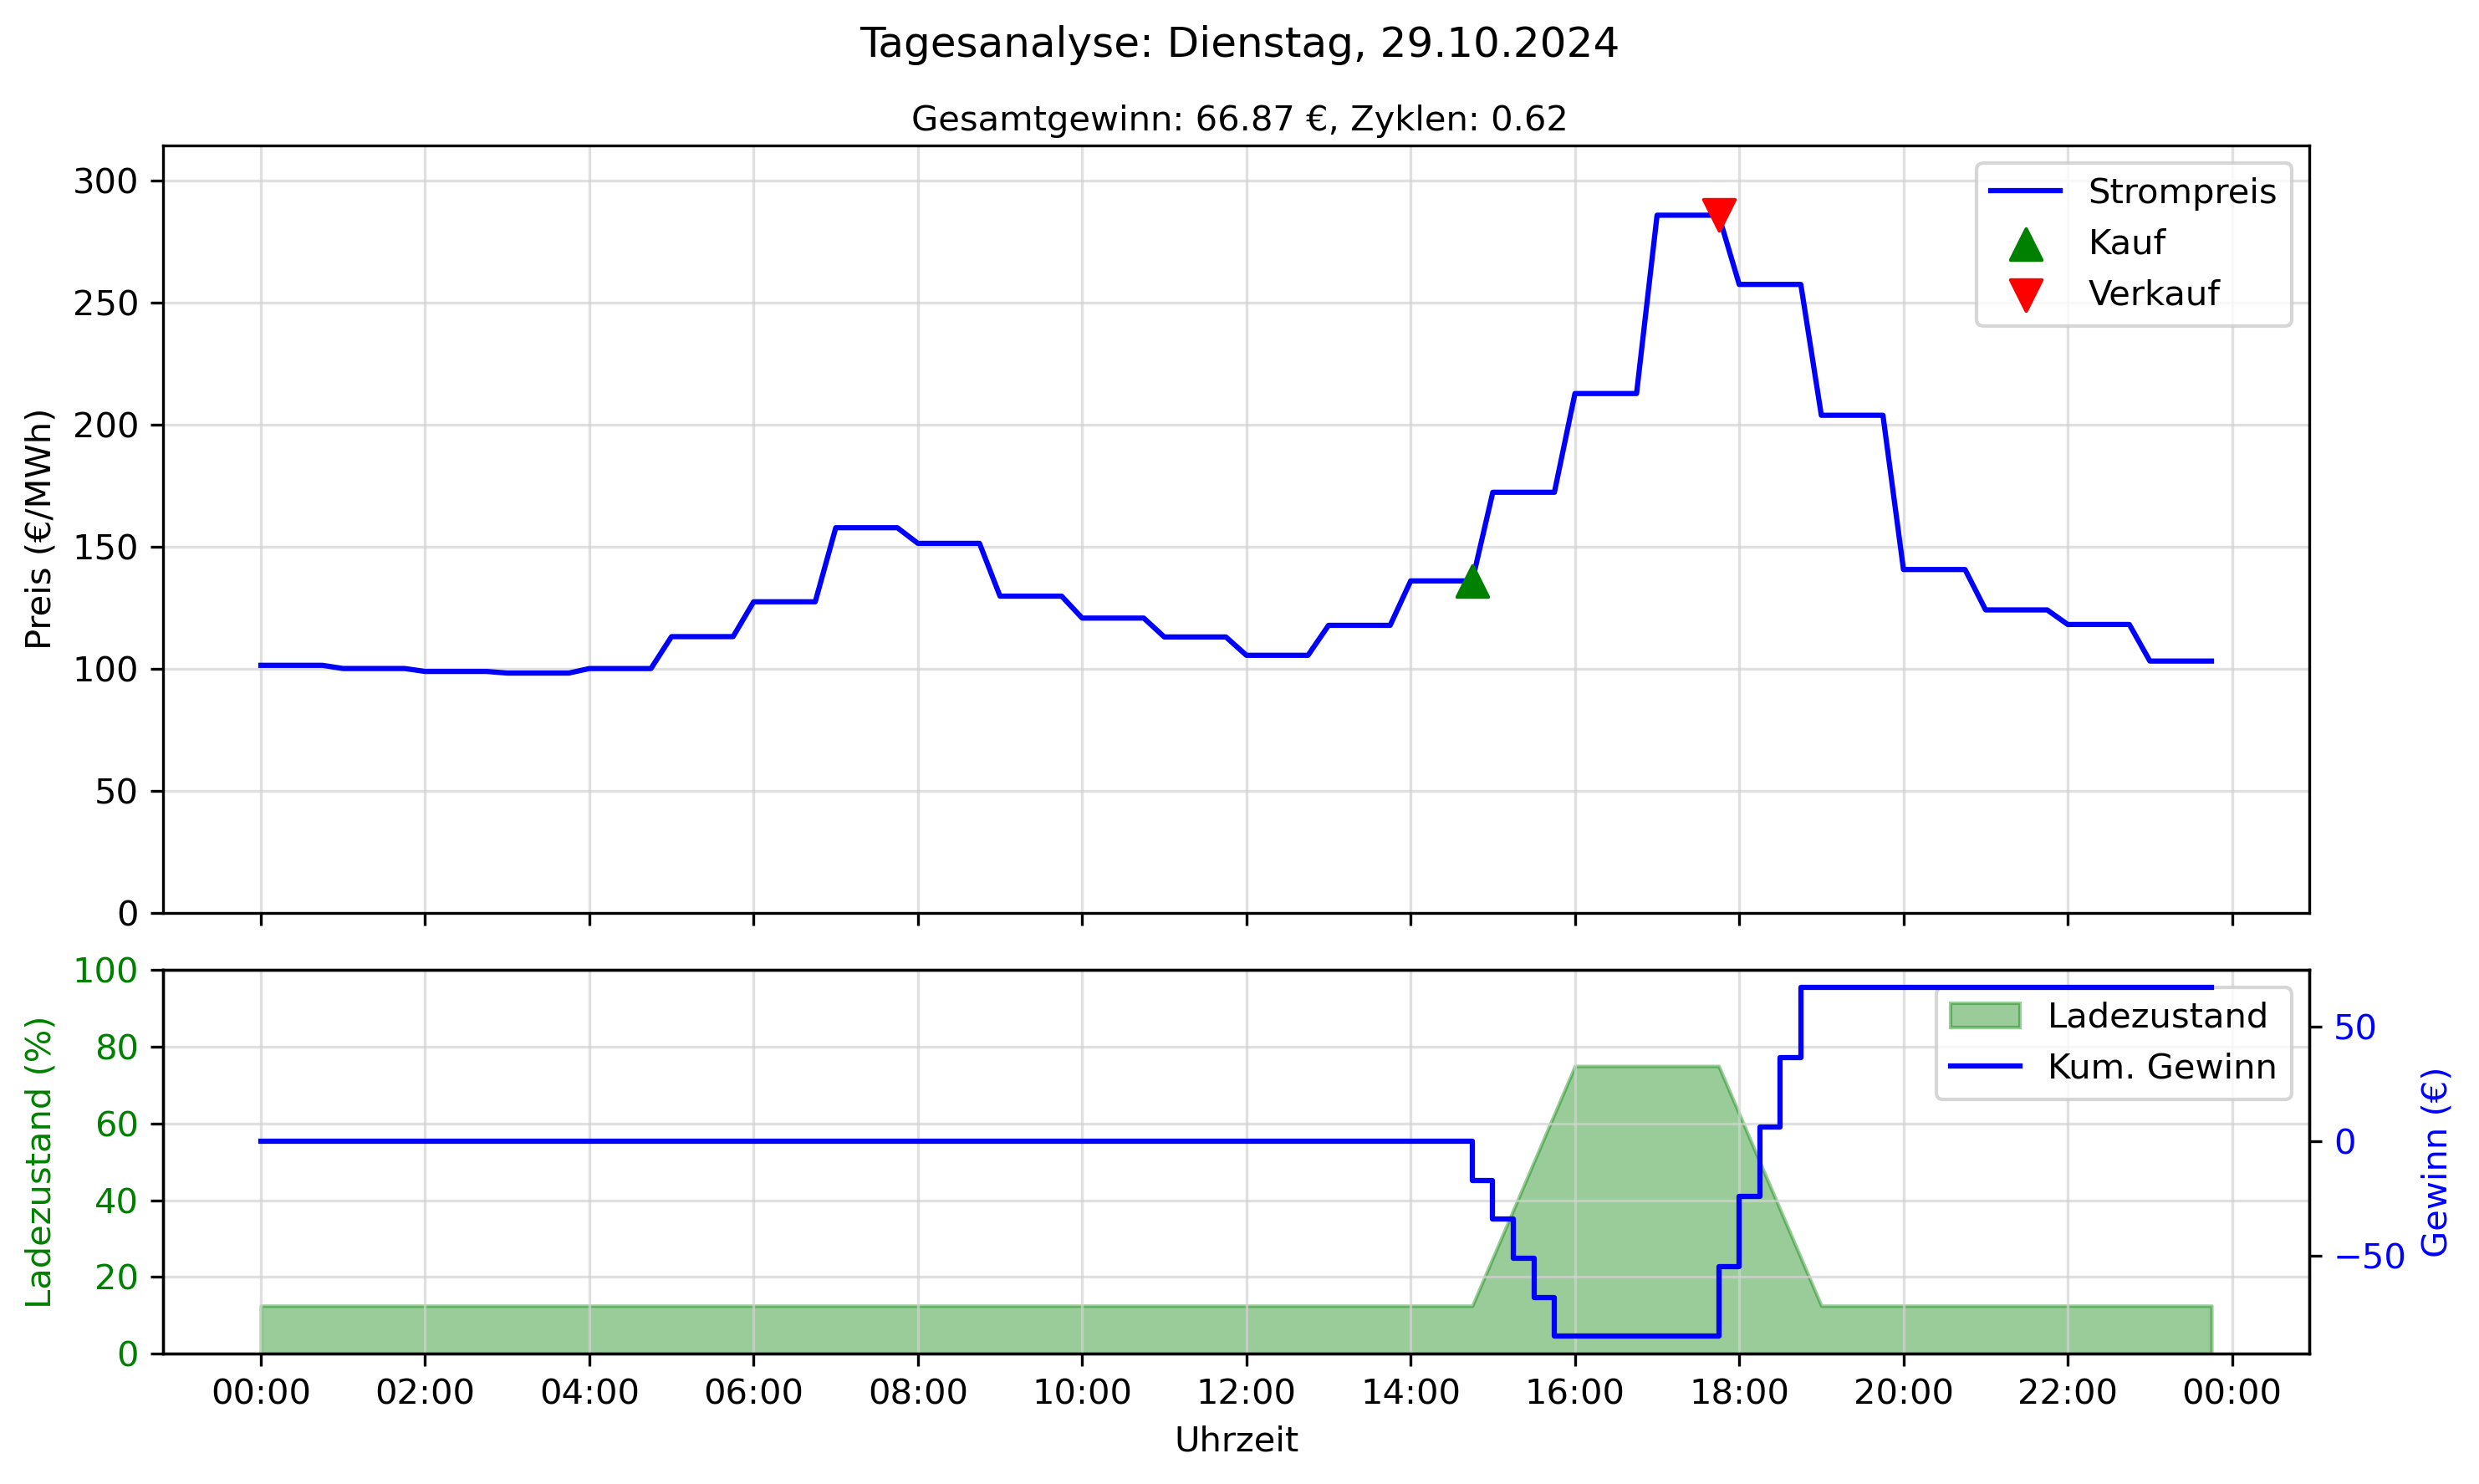 Tagesanalyse: Dienstag, 29.10.2024
Gesamtgewinn: 66.87 €, Zyklen: 0.62
Preis (€/MWh)
300
250
200
150
100
50
0
Strompreis
Kauf
Verkauf
Ladezustand (%)
100
80
60
40
20
0
Ladezustand
Kum. Gewinn
50
0
−50
Gewinn (€)
00:00 02:00 04:00 06:00 08:00 10:00 12:00 14:00 16:00 18:00 20:00 22:00 00:00
Uhrzeit